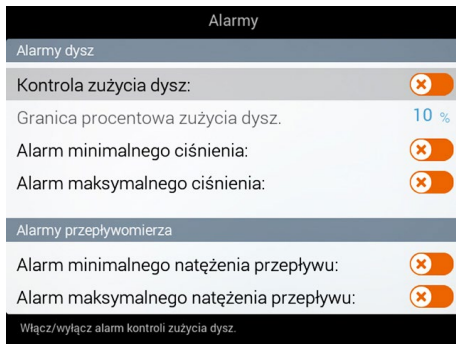 Alarmy
Alarmy dysz
Kontrola zużycia dysz:
Granica procentowa zużycia dysz. 10 %
Alarm minimalnego ciśnienia:
Alarm maksymalnego ciśnienia:
Alarmy przepływomierza
Alarm minimalnego natężenia przepływu:
Alarm maksymalnego natężenia przepływu:
Włącz/wyłącz alarm kontroli zużycia dysz.